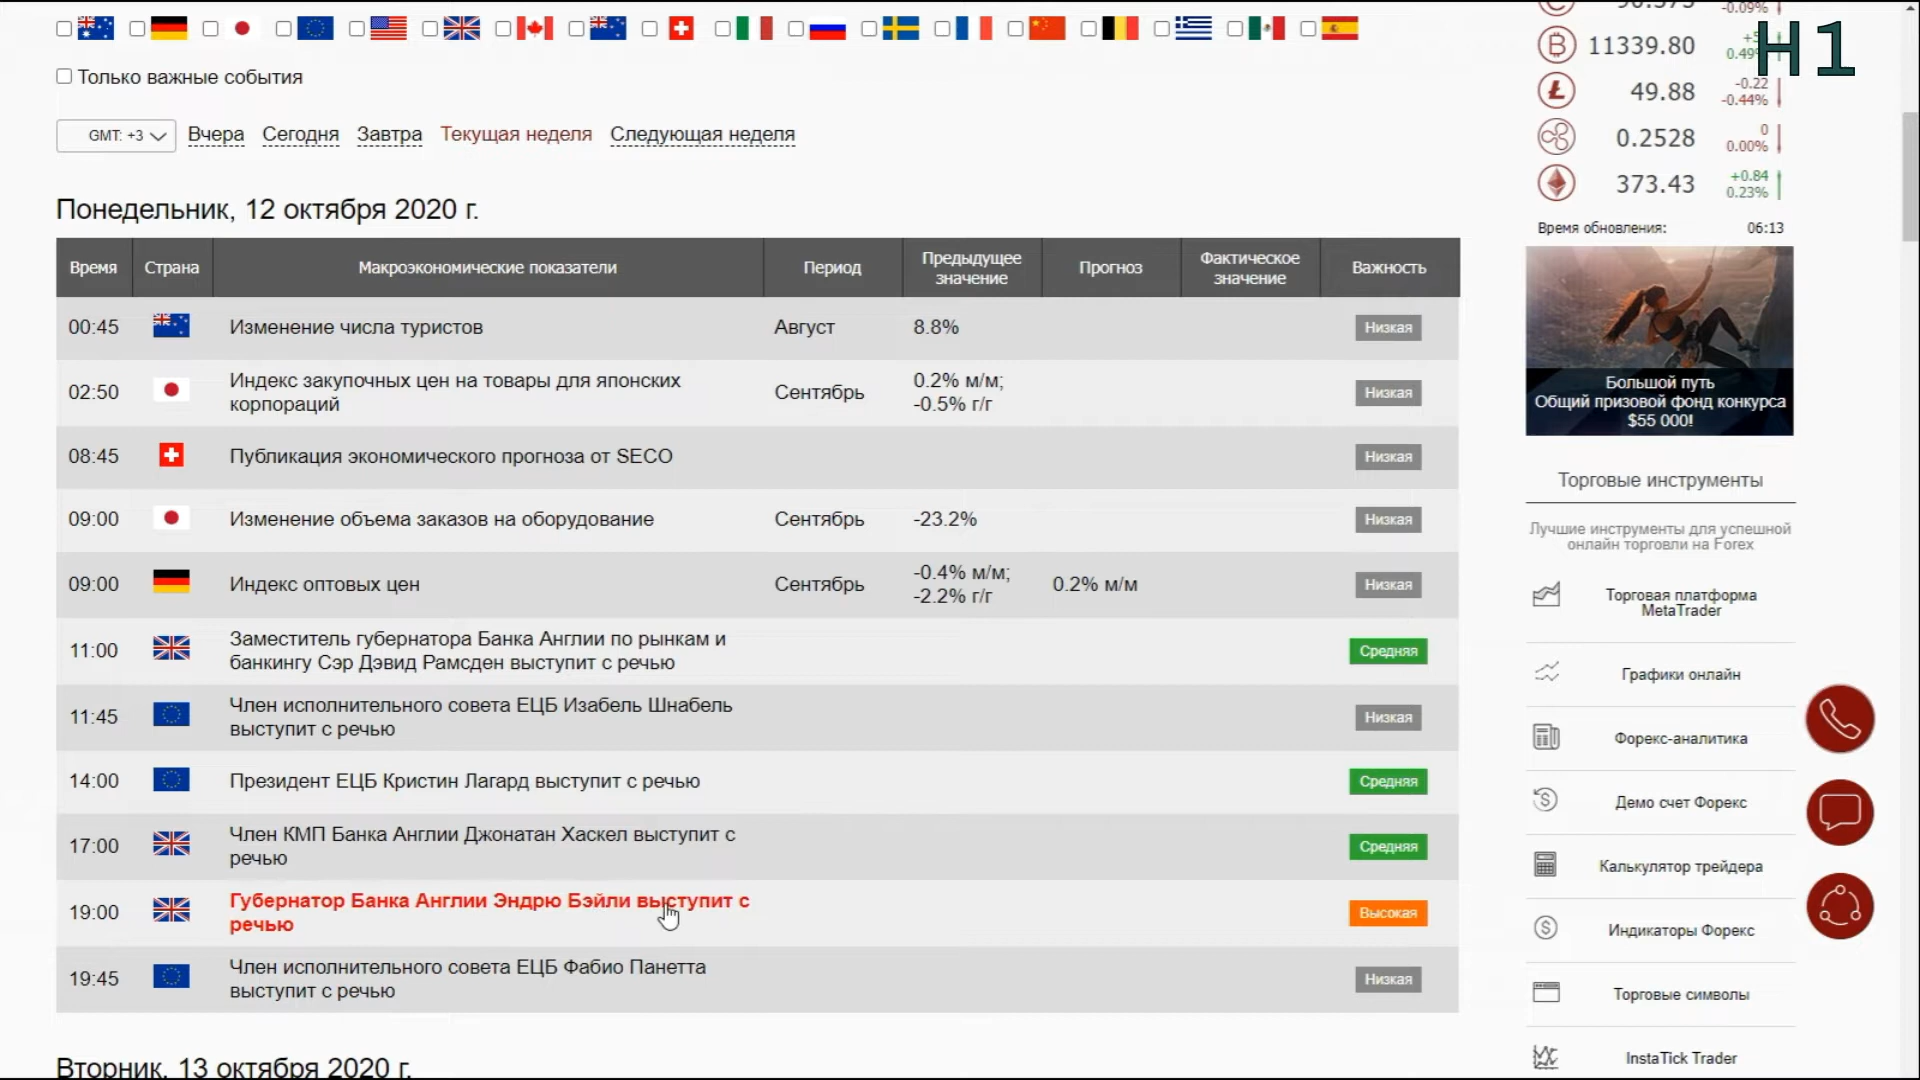 -0.09%
11339.80
0.49%
H1
49.88
-0.22
-0.44%
0.2528
0
0.00%
373.43
+0.84
0.23%
Время обновления: 06:13
Только важные события
GMT: +3 Вчера Сегодня Завтра Текущая неделя Следующая неделя
Понедельник, 12 октября 2020 г.
Время Страна Макроэкономические показатели Период Предыдущее значение Прогноз Фактическое значение Важность
00:45 Изменение числа туристов Август 8.8% Низкая
02:50 Индекс закупочных цен на товары для японских
корпораций Сентябрь 0.2% м/м;
-0.5% г/г Низкая
08:45 Публикация экономического прогноза от SECO Низкая
09:00 Изменение объема заказов на оборудование Сентябрь -23.2% Низкая
09:00 Индекс оптовых цен Сентябрь -0.4% м/м;
-2.2% г/г 0.2% м/м Низкая
11:00 Заместитель губернатора Банка Англии по рынкам и
банкингу Сэр Дэвид Рамсден выступит с речью Средняя
11:45 Член исполнительного совета ЕЦБ Изабель Шнабель
выступит с речью Низкая
14:00 Президент ЕЦБ Кристин Лагард выступит с речью Средняя
17:00 Член КМП Банка Англии Джонатан Хаскел выступит с
речью Средняя
19:00 Губернатор Банка Англии Эндрю Бэйли выступит с
речью Высокая
19:45 Член исполнительного совета ЕЦБ Фабио Панетта
выступит с речью Низкая
Вторник, 13 октября 2020 г.
Большой путь
Общий призовой фонд конкурса
$55 000!
Торговые инструменты
Лучшие инструменты для успешной
онлайн торговли на Forex
Торговая платформа
MetaTrader
Графики онлайн
Форекс-аналитика
Демо счет Форекс
Калькулятор трейдера
Индикаторы Форекс
Торговые символы
InstaTick Trader